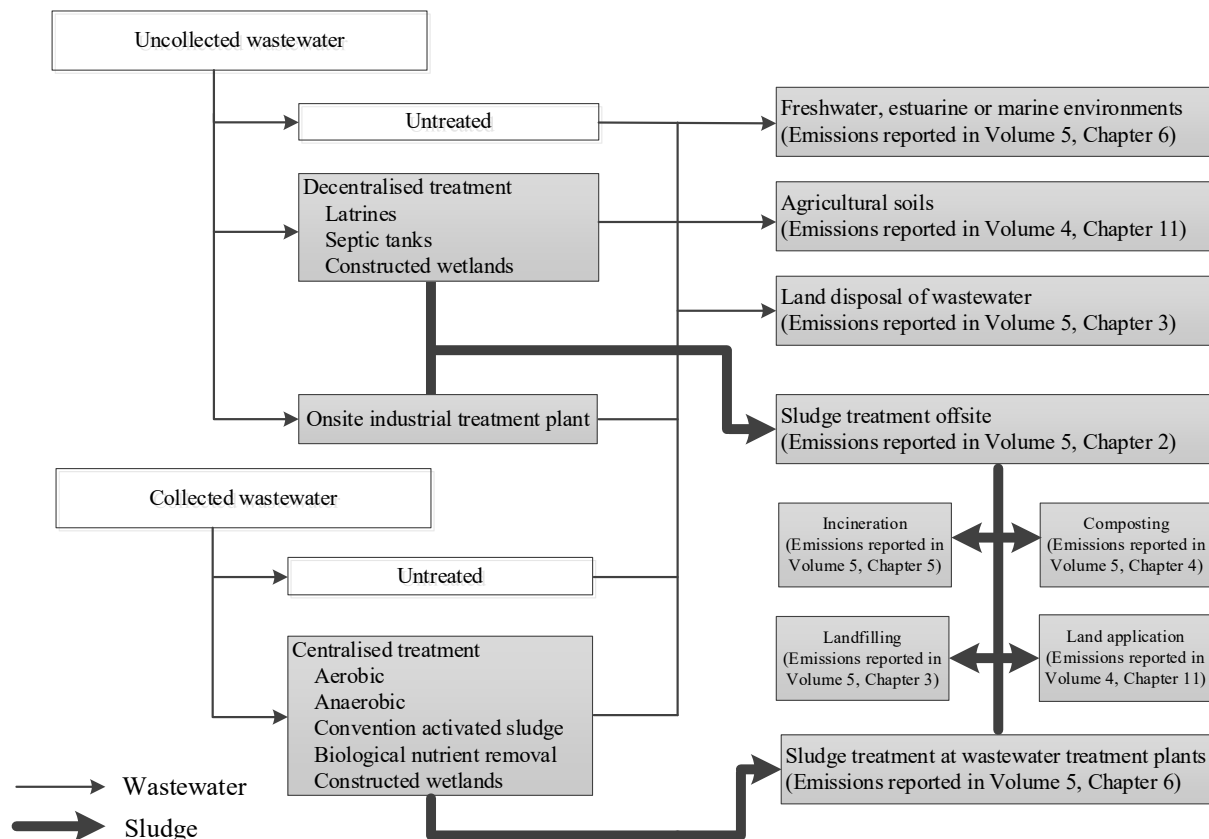 Uncollected wastewater
Untreated
Decentralised treatment
Latrines
Septic tanks
Constructed wetlands
Onsite industrial treatment plant
Collected wastewater
Untreated
Centralised treatment
Aerobic
Anaerobic
Convention activated sludge
Biological nutrient removal
Constructed wetlands
Wastewater
Sludge
Freshwater, estuarine or marine environments
(Emissions reported in Volume 5, Chapter 6)
Agricultural soils
(Emissions reported in Volume 4, Chapter 11)
Land disposal of wastewater
(Emissions reported in Volume 5, Chapter 3)
Sludge treatment offsite
(Emissions reported in Volume 5, Chapter 2)
Incineration
(Emissions reported in
Volume 5, Chapter 5)
Composting
(Emissions reported in
Volume 5, Chapter 4)
Landfilling
(Emissions reported in
Volume 5, Chapter 3)
Land application
(Emissions reported in
Volume 4, Chapter 11)
Sludge treatment at wastewater treatment plants
(Emissions reported in Volume 5, Chapter 6)